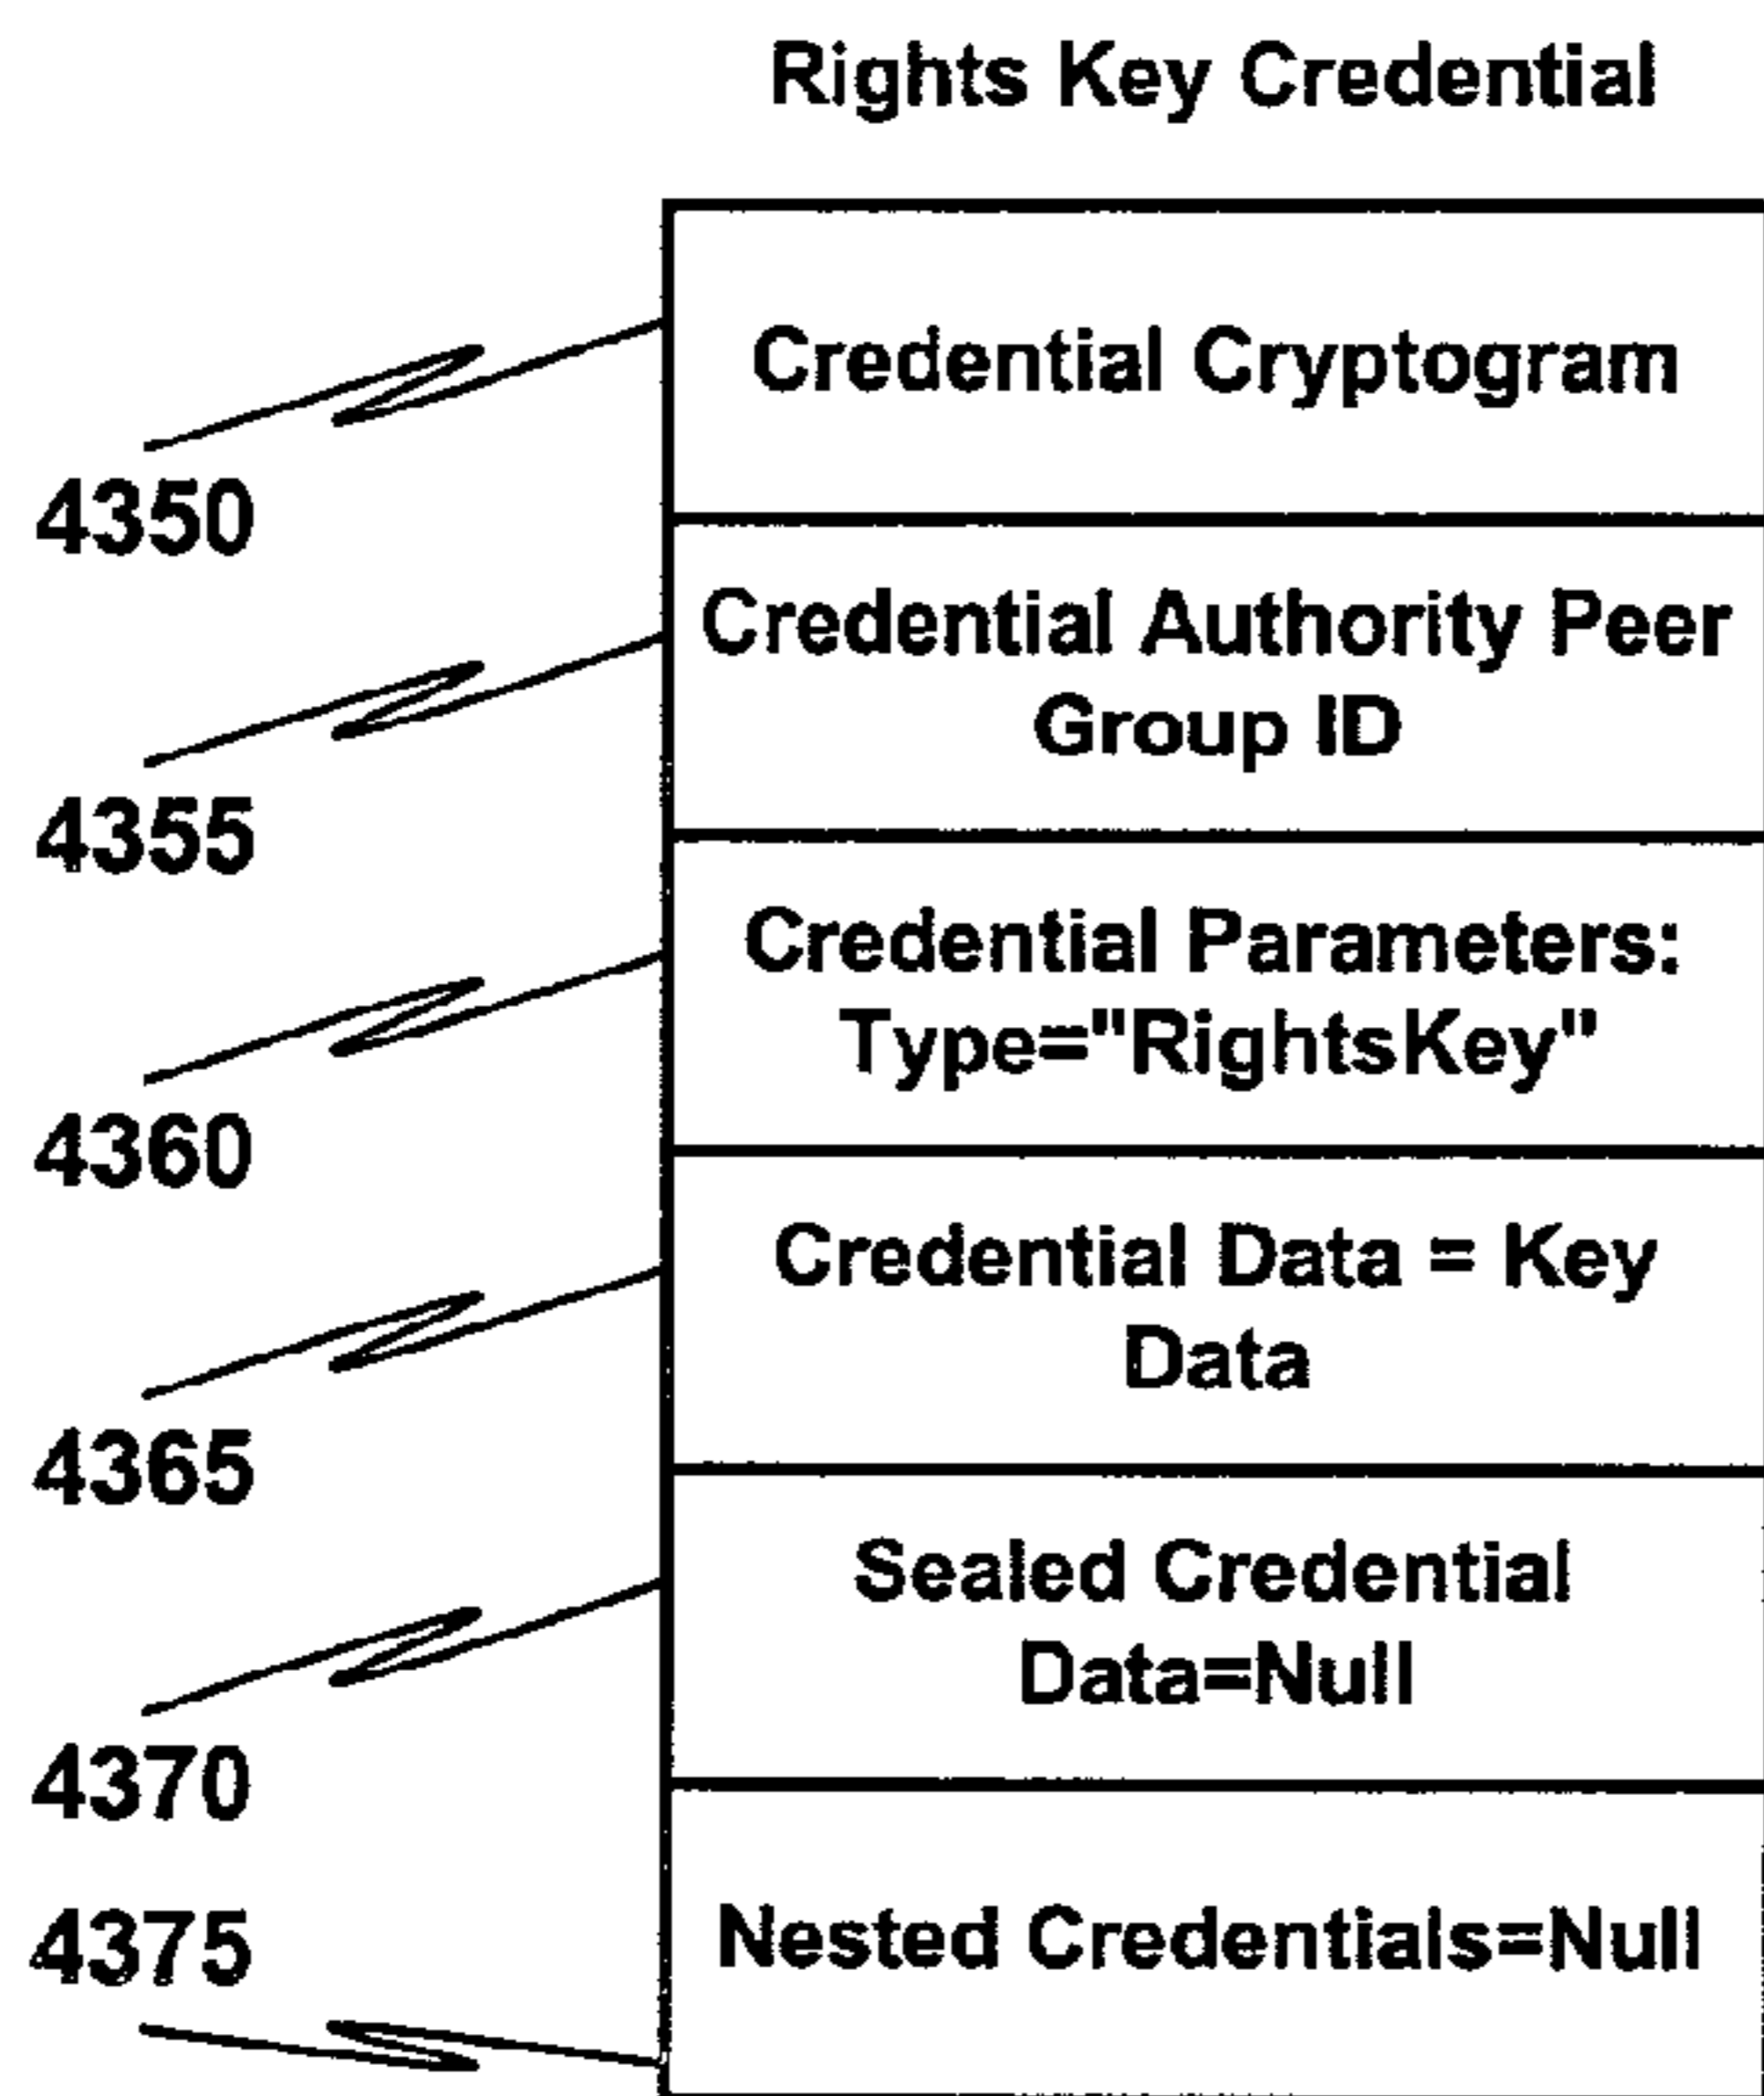 Rights Key Credential
Credential Cryptogram
4350
Credential Authority Peer
Group ID
4355
Credential Parameters:
Type="RightsKey"
4360
Credential Data = Key
Data
4365
Sealed Credential
Data=Null
4370
Nested Credentials=Null
4375